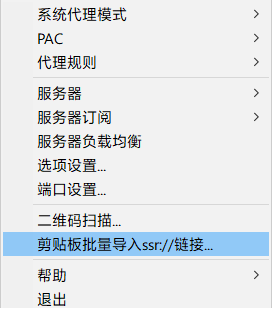 系统代理模式
PAC
代理规则
服务器
服务器订阅
服务器负载均衡
选项设置...
端口设置...
二维码扫描...
剪贴板批量导入ssr://链接...
帮助
退出